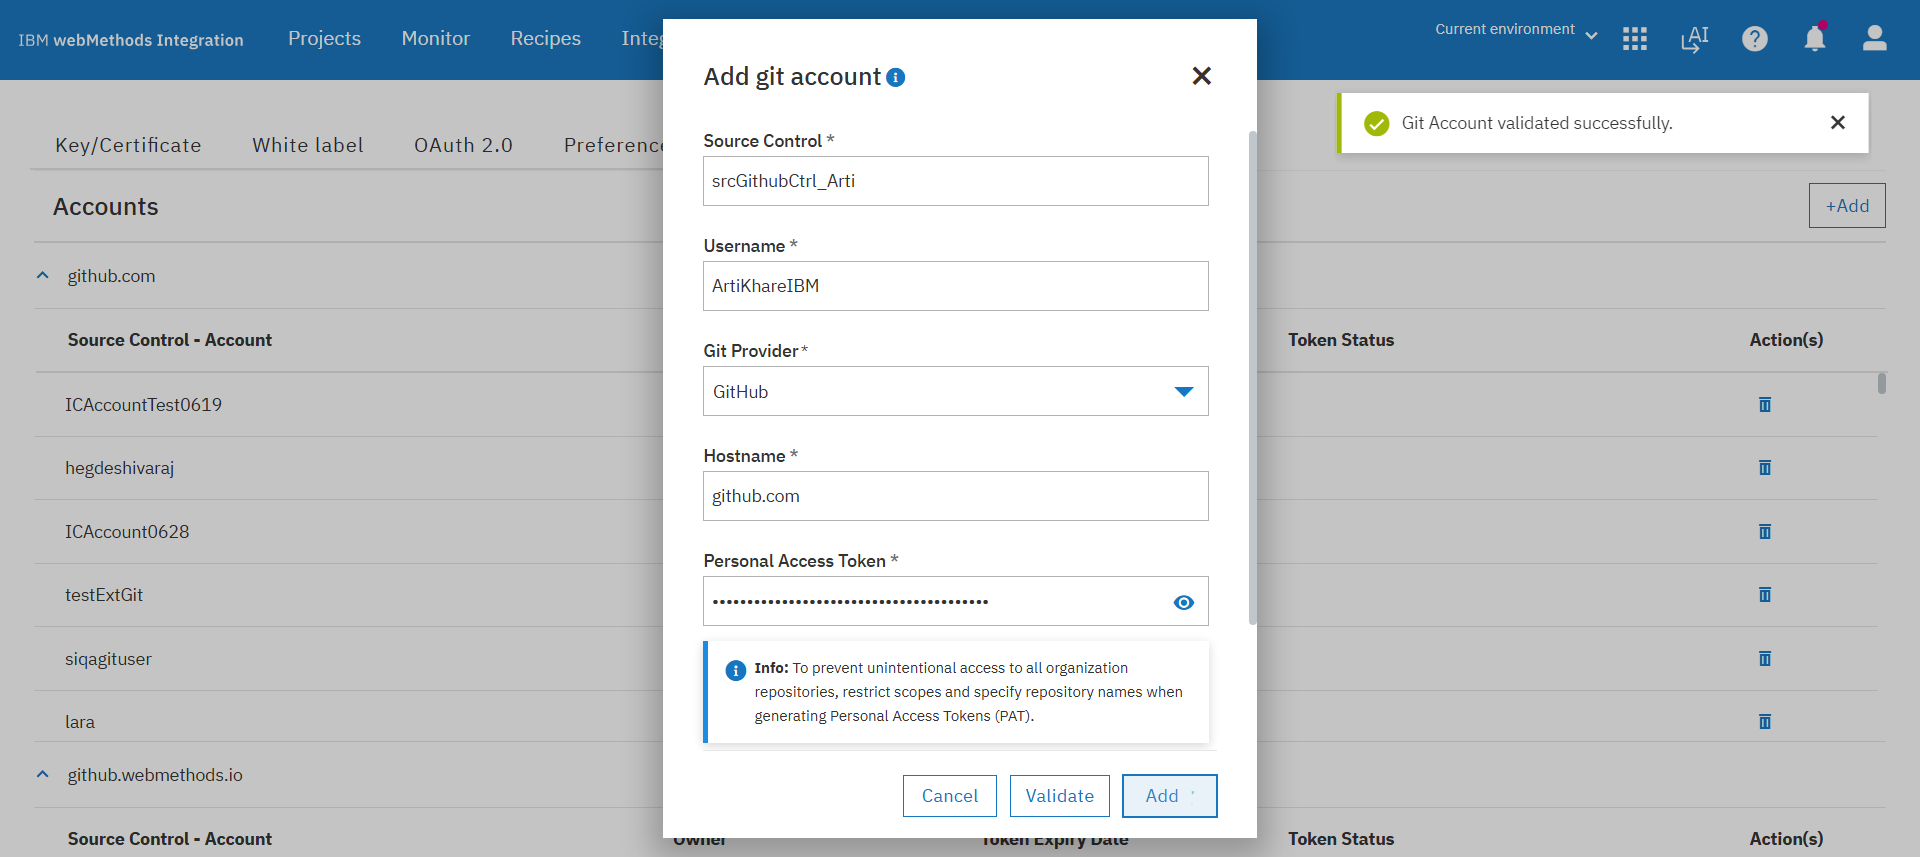 IBM webMethods Integration
Projects
Monitor
Recipes
Integ
Current environment
AI
Key/Certificate
White label
OAuth 2.0
Preference
Git Account validated successfully.
Accounts
+Add
github.com
Source Control - Account
Token Status
Action(s)
ICAccountTest0619
hegdeshivaraj
ICAccount0628
testExtGit
siqagituser
lara
github.webmethods.io
Source Control - Account
Owner
Token Expiry Date
Token Status
Action(s)
Add git account
Source Control *
srcGithubCtrl_Arti
Username *
ArtiKhareIBM
Git Provider*
GitHub
Hostname *
github.com
Personal Access Token *
Info: To prevent unintentional access to all organization
repositories, restrict scopes and specify repository names when
generating Personal Access Tokens (PAT).
Cancel
Validate
Add